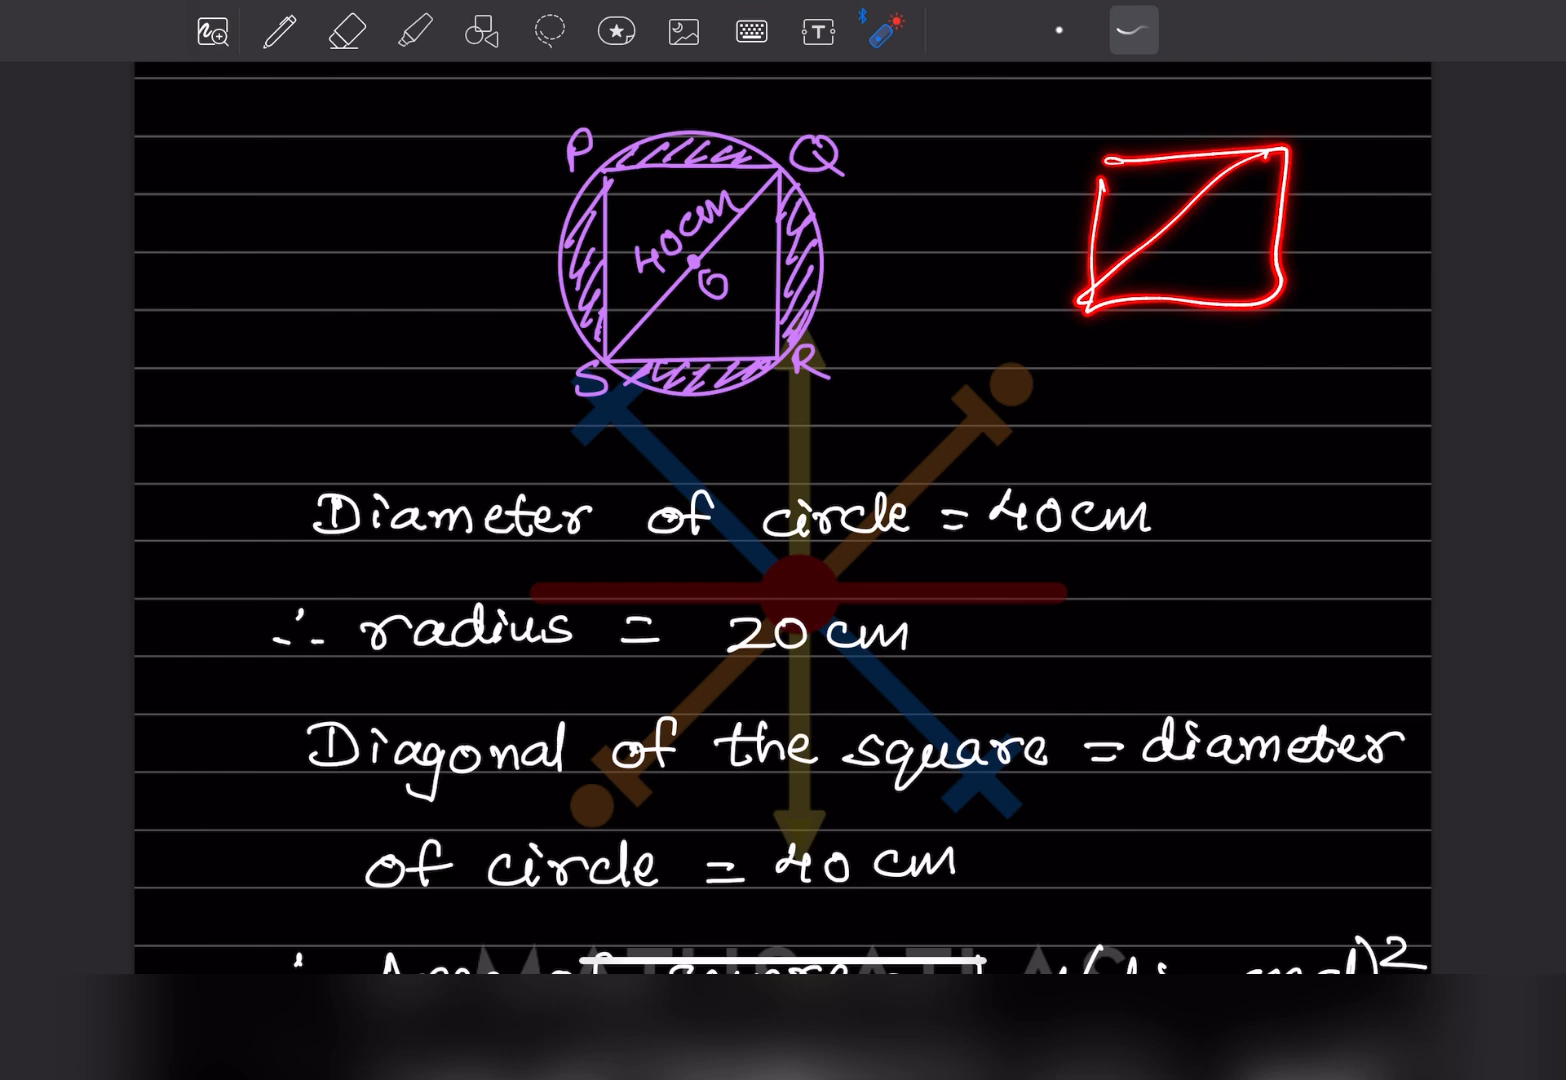 P Q
40cm
O
S R
Diameter of circle = 40cm
∴ radius = 20 cm
Diagonal of the square = diameter
of circle = 40 cm